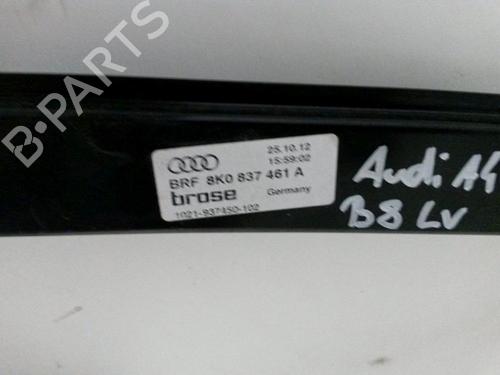 B-PARTS
25.10.12
15:59:02
BRF 8K0 837 461 A
brose
Germany
1021-937450-102
Audi A4
B8 LV